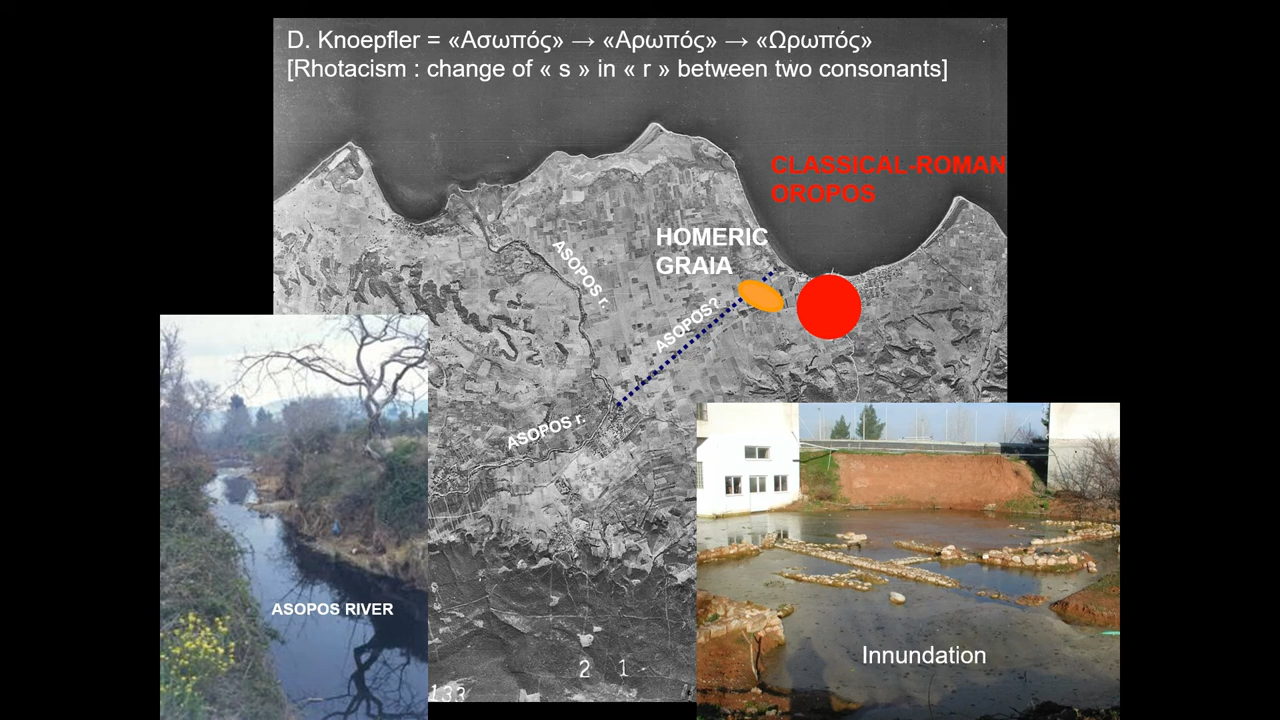 D. Knoepfler = «Ασωπός» → «Αρωπός» → «Ωρωπός»
[Rhotacism : change of « s » in « r » between two consonants]
CLASSICAL-ROMAN
OROPOS
HOMERIC
GRAIA
ASOPOS r.
ASOPOS?
ASOPOS r.
ASOPOS RIVER
Innundation
2 1
133